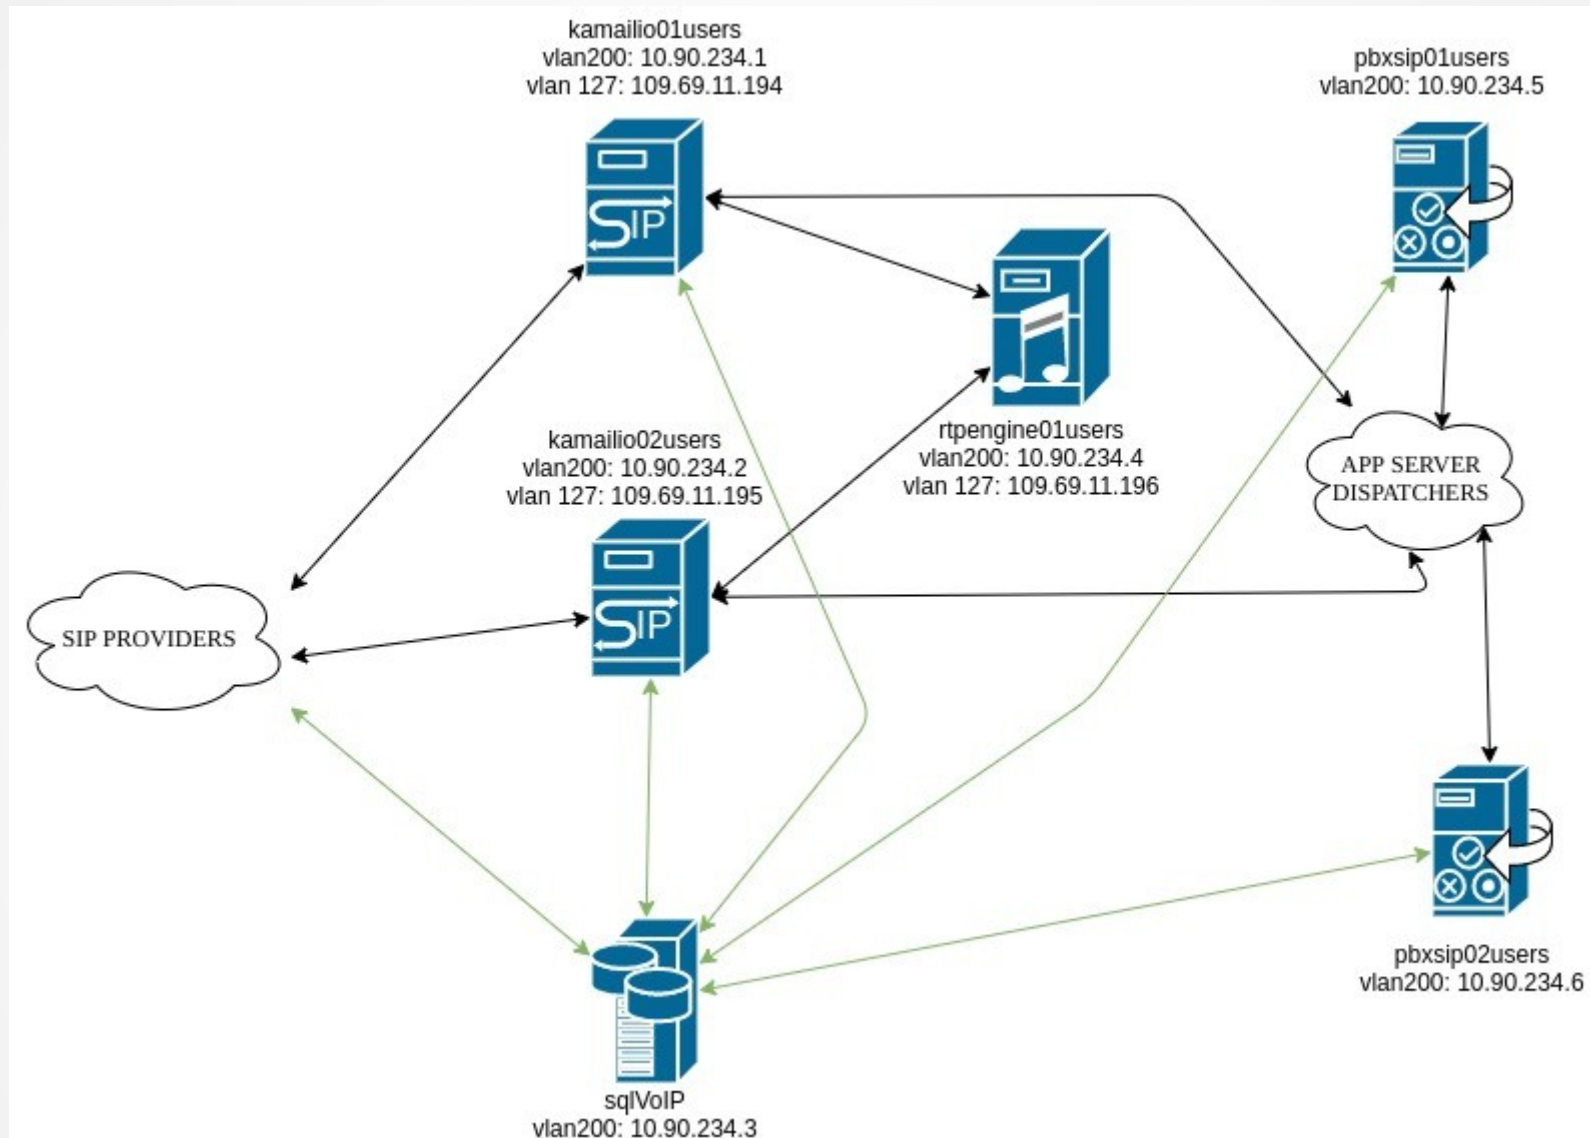 kamailio01users
vlan200: 10.90.234.1
vlan 127: 109.69.11.194
pbxsip01users
vlan200: 10.90.234.5
SIP
kamailio02users
vlan200: 10.90.234.2
vlan 127: 109.69.11.195
rtpengine01users
vlan200: 10.90.234.4
vlan 127: 109.69.11.196
APP SERVER
DISPATCHERS
SIP
SIP PROVIDERS
pbxsip02users
vlan200: 10.90.234.6
sqlVoIP
vlan200: 10.90.234.3